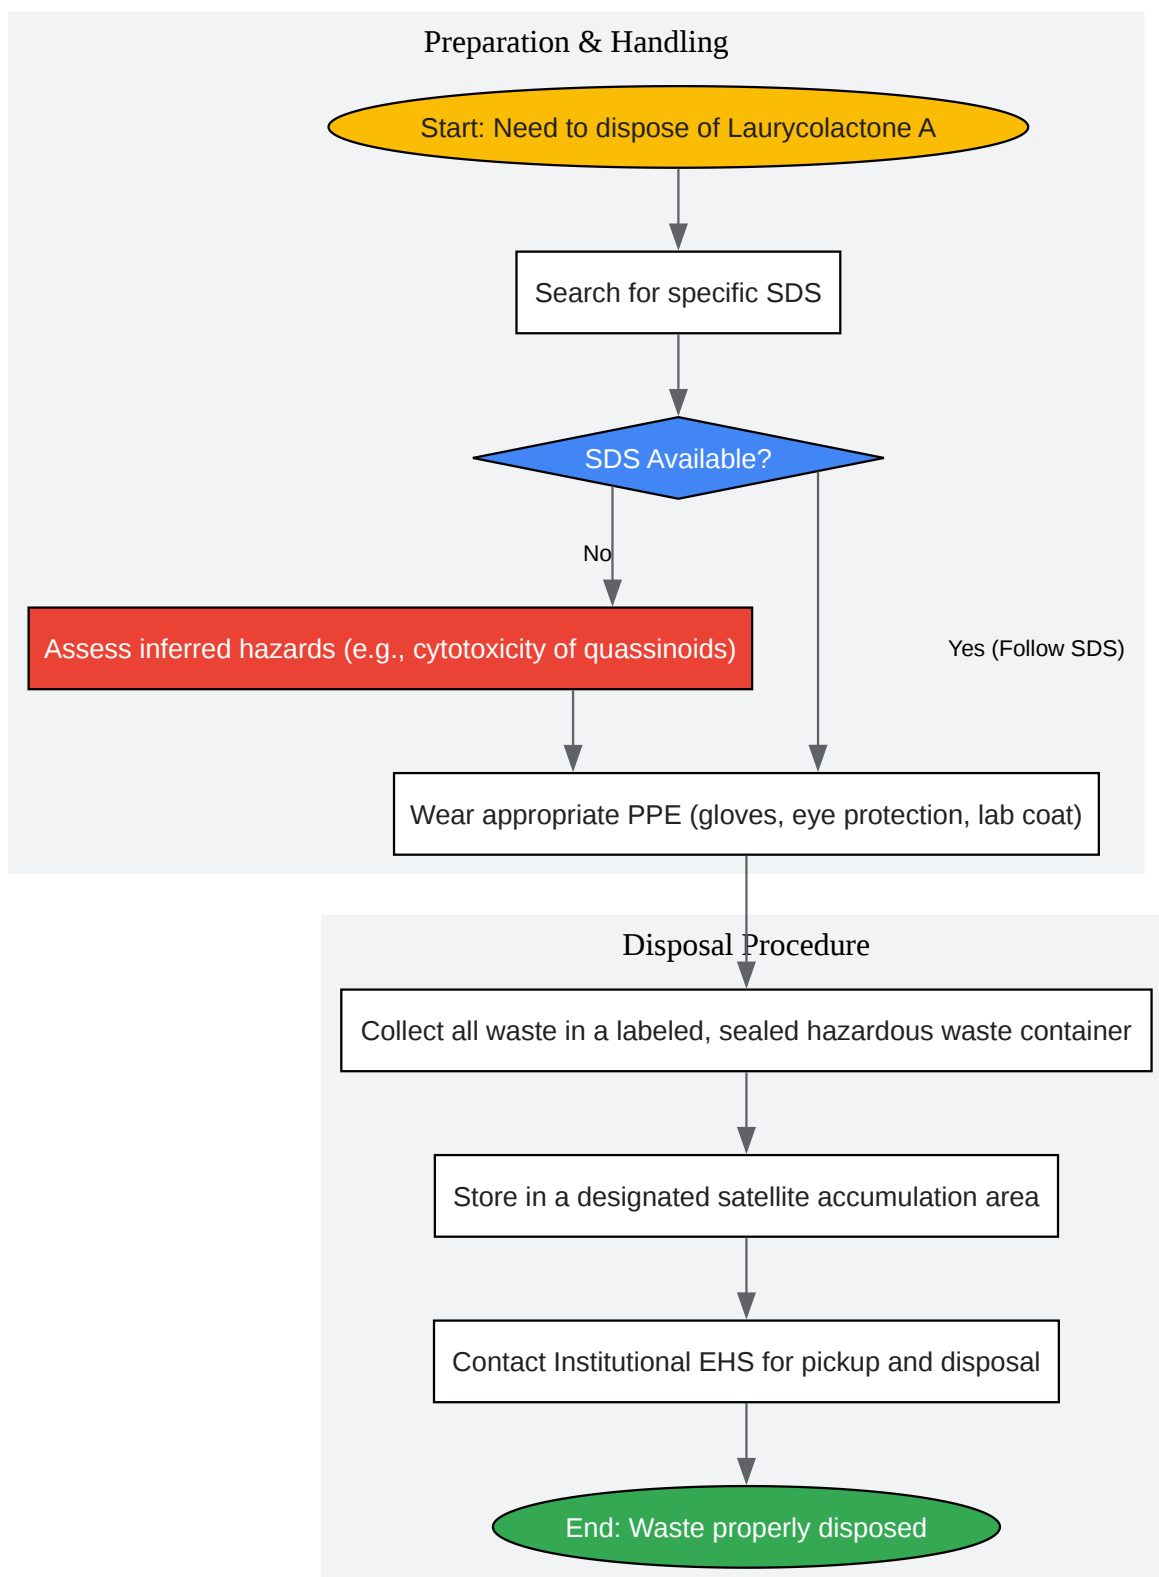 Preparation & Handling
Start: Need to dispose of Laurycolactone A
Search for specific SDS
SDS Available?
No
Assess inferred hazards (e.g., cytotoxicity of quassinoids)
Yes (Follow SDS)
Wear appropriate PPE (gloves, eye protection, lab coat)
Disposal Procedure
Collect all waste in a labeled, sealed hazardous waste container
Store in a designated satellite accumulation area
Contact Institutional EHS for pickup and disposal
End: Waste properly disposed